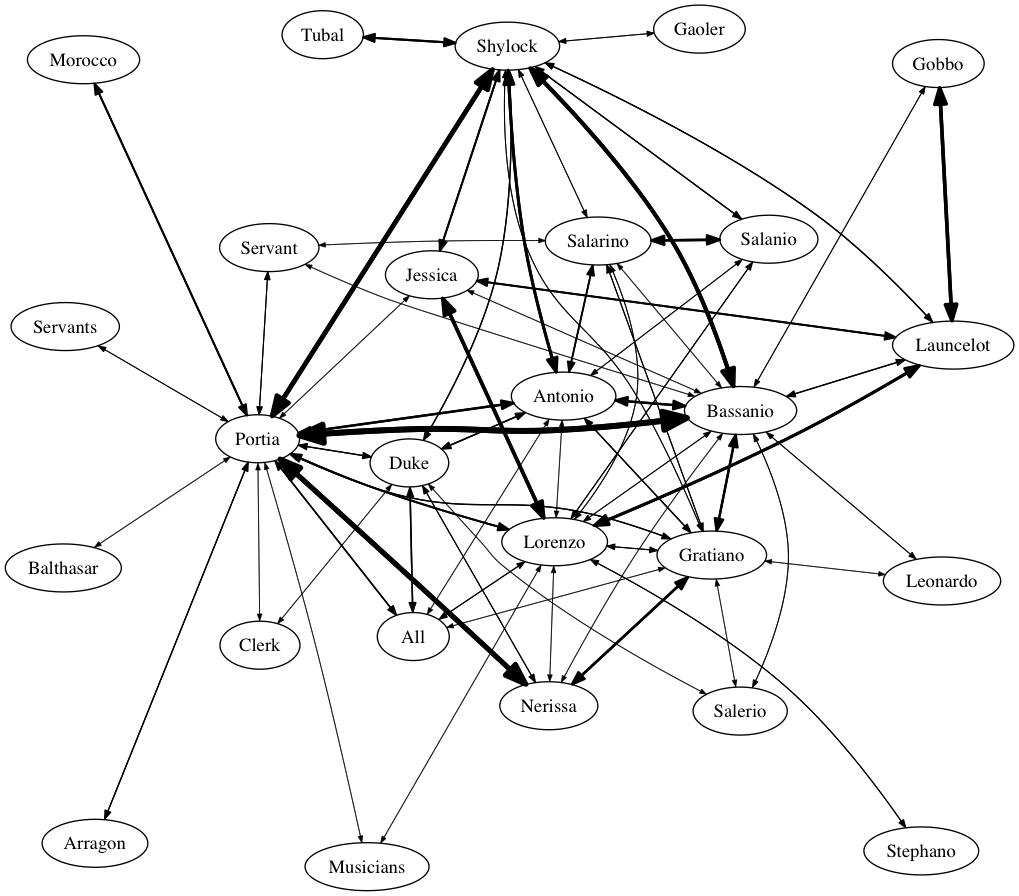 Tubal
Gaoler
Shylock
Morocco
Gobbo
Servant
Salarino
Salanio
Jessica
Servants
Launcelot
Antonio
Bassanio
Portia
Duke
Lorenzo
Gratiano
Balthasar
Leonardo
Clerk
All
Nerissa
Salerio
Arragon
Musicians
Stephano